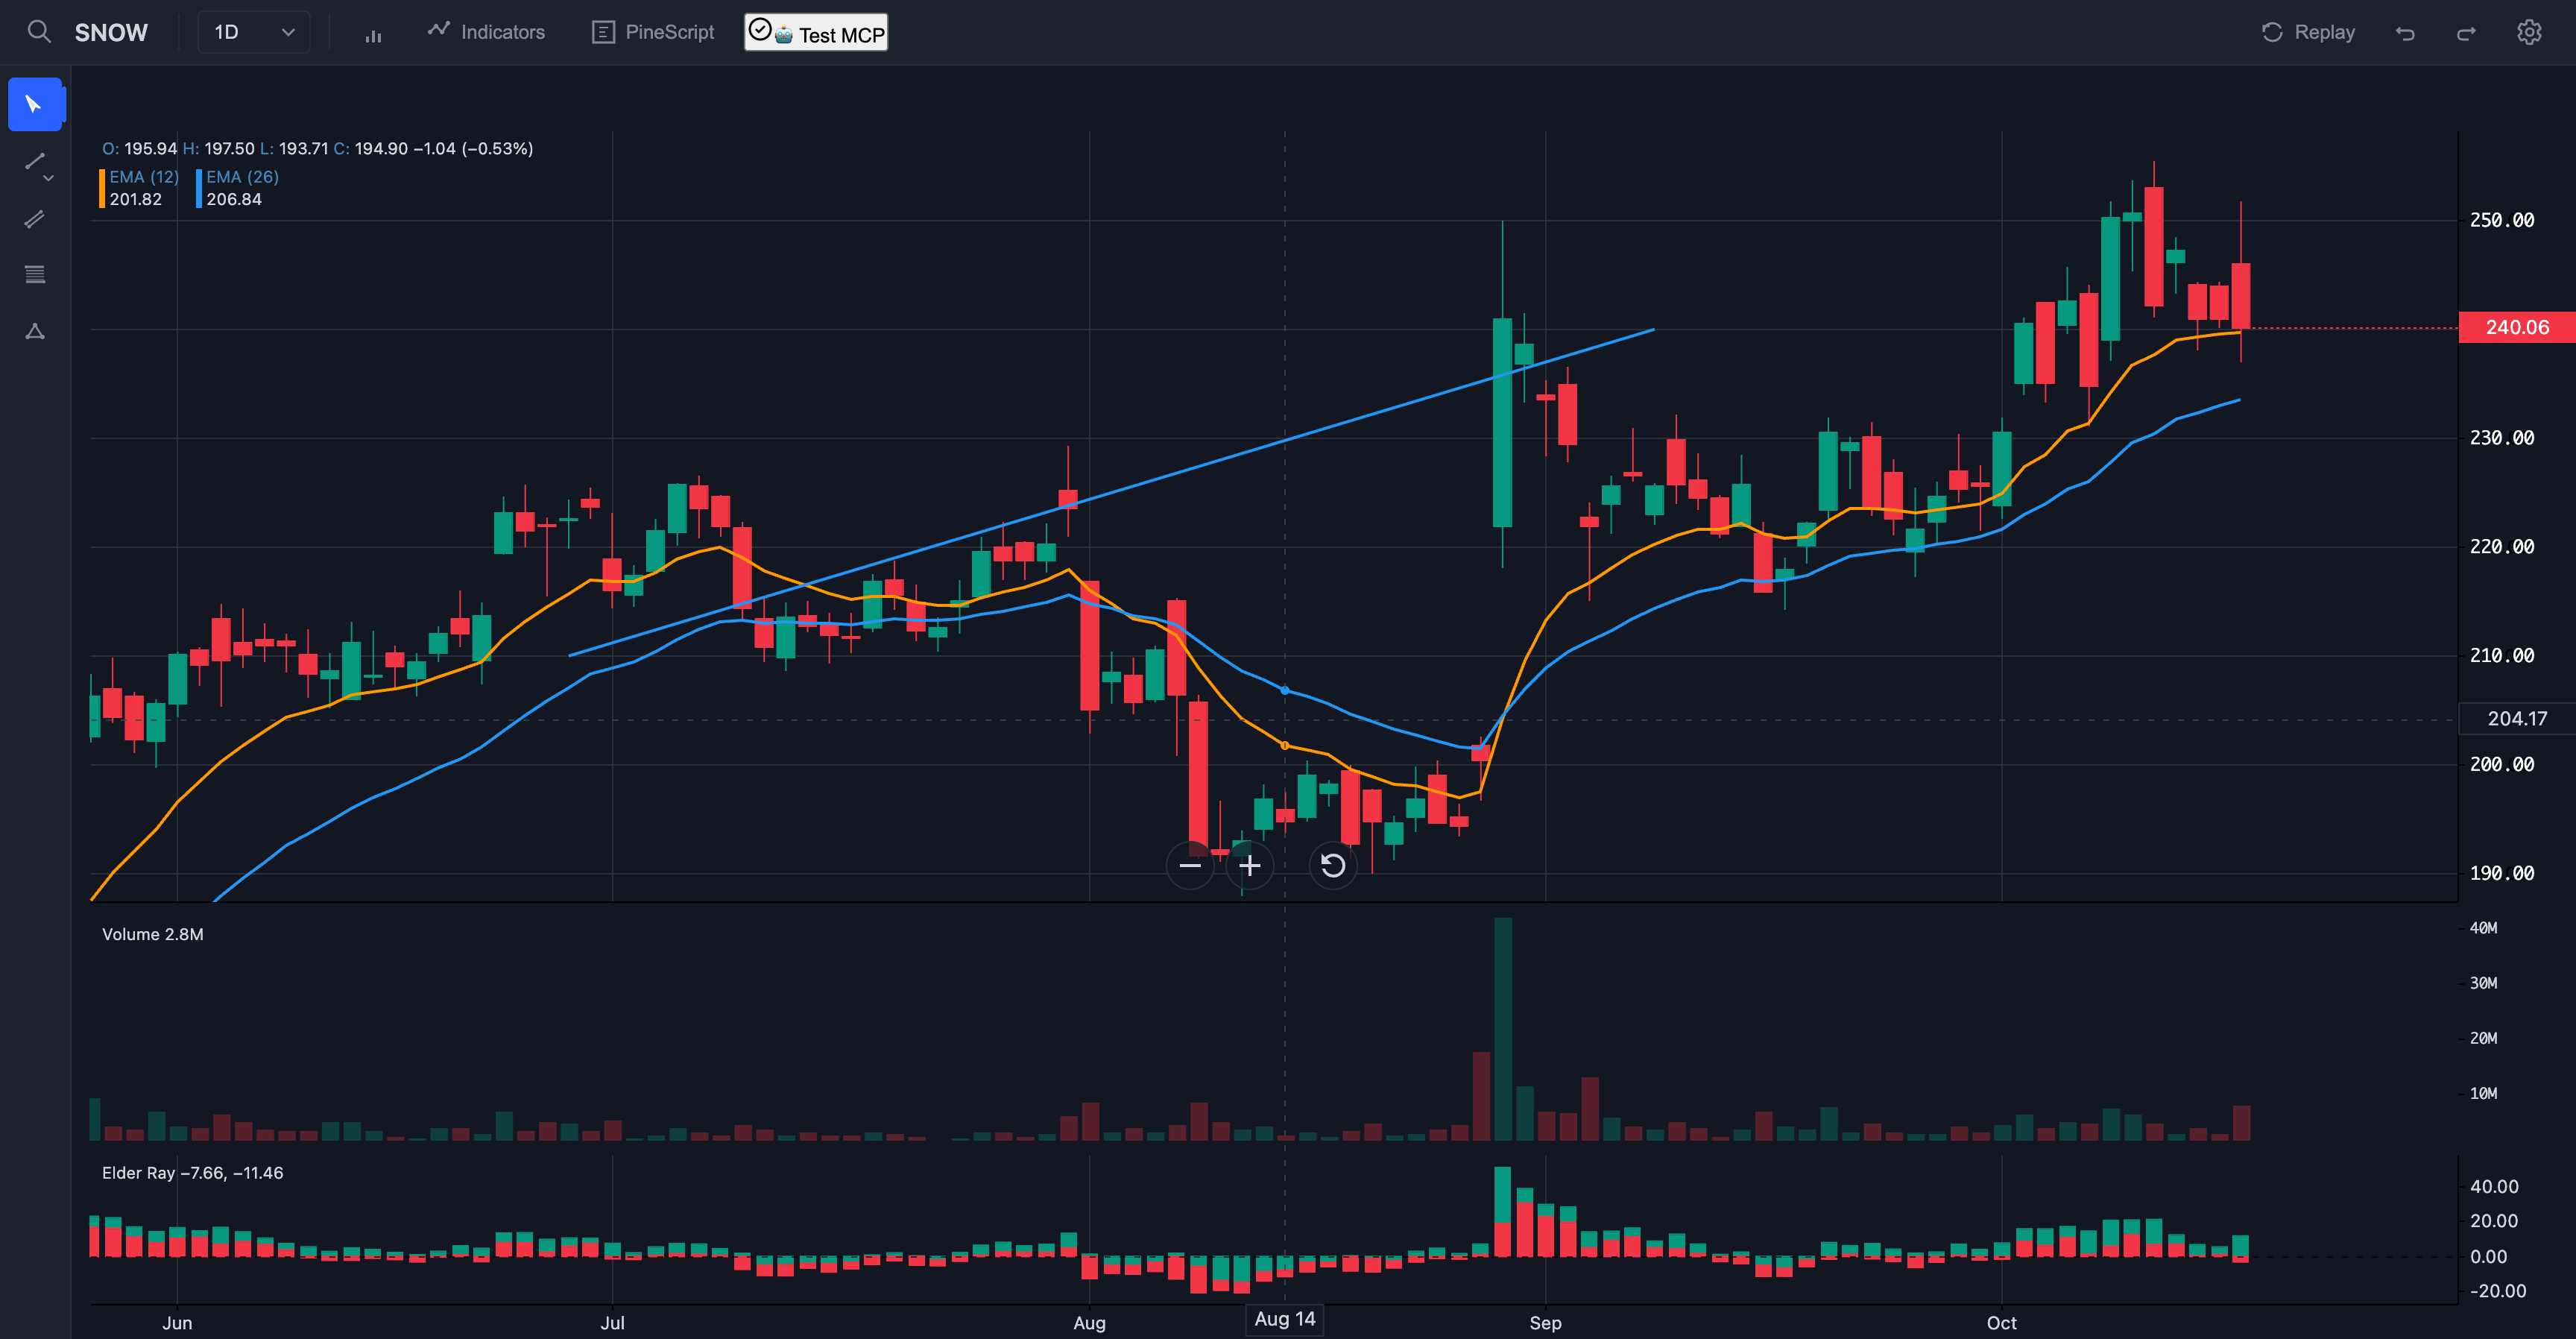 SNOW 1D Indicators PineScript 🤖 Test MCP Replay
O: 195.94 H: 197.50 L: 193.71 C: 194.90 −1.04 (−0.53%)
EMA (12) EMA (26)
201.82 206.84
250.00
240.06
230.00
220.00
210.00
204.17
200.00
190.00
Volume 2.8M
40M
30M
20M
10M
Elder Ray −7.66, −11.46
40.00
20.00
0.00
-20.00
Jun Jul Aug Aug 14 Sep Oct